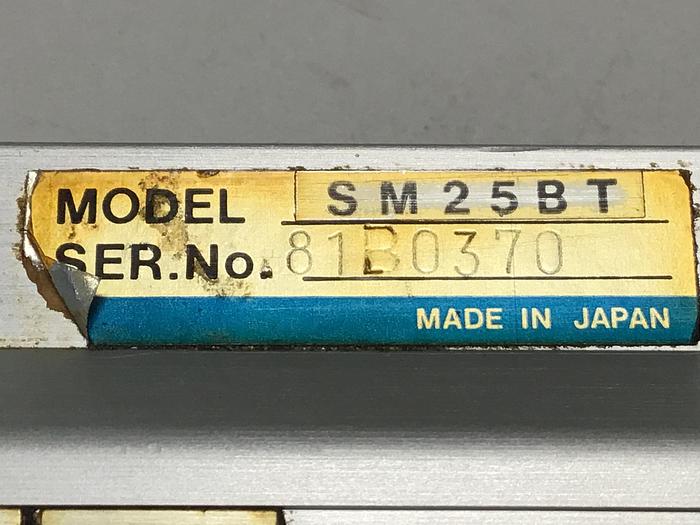 MODEL SM25BT
SER.No. 81B0370
MADE IN JAPAN